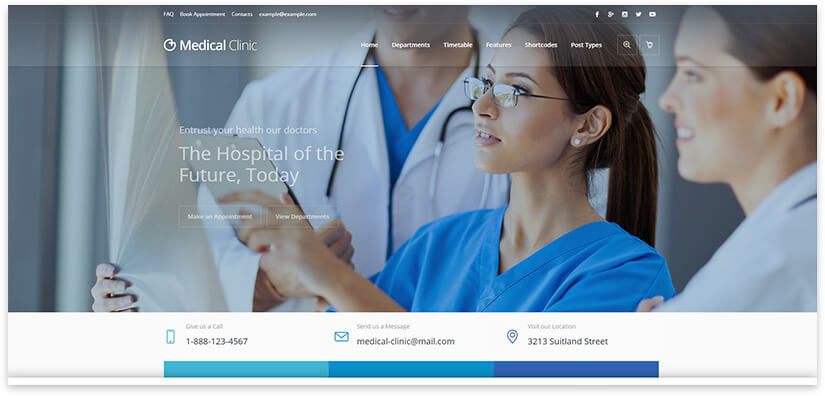 FAQ Book Appointment Contacts example@example.com
Medical Clinic Home Departments Timetable Features Shortcodes Post Types
Entrust your health our doctors
The Hospital of the
Future, Today
Make an Appointment View Departments
Give us a Call Send us a Message Visit our Location
1-888-123-4567 medical-clinic@mail.com 3213 Suitland Street